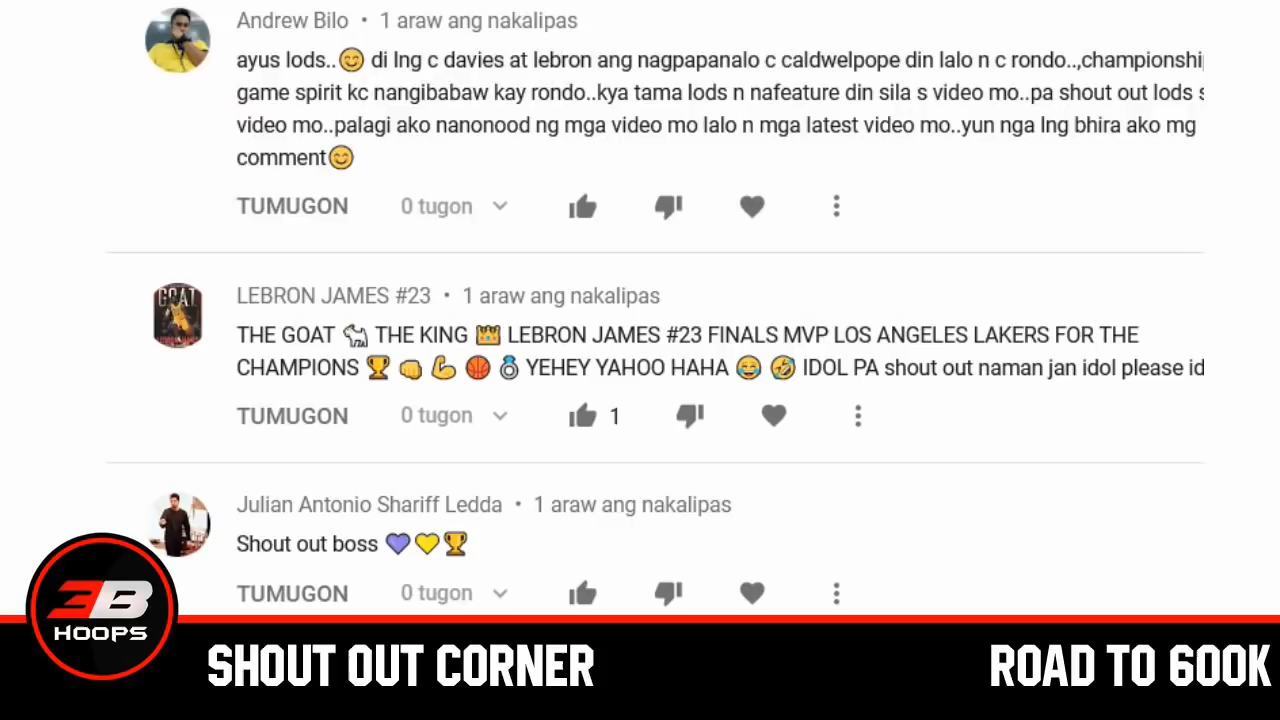 Andrew Bilo • 1 araw ang nakalipas
ayus lods..😊 di lng c davies at lebron ang nagpapanalo c caldwelpope din lalo n c rondo..,championshi
game spirit kc nangibabaw kay rondo..kya tama lods n nafeature din sila s video mo..pa shout out lods s
video mo..palagi ako nanonood ng mga video mo lalo n mga latest video mo..yun nga lng bhira ako mg
comment😊
TUMUGON 0 tugon
GOAT
LEBRON JAMES #23 • 1 araw ang nakalipas
THE GOAT 🐐 THE KING 👑 LEBRON JAMES #23 FINALS MVP LOS ANGELES LAKERS FOR THE
CHAMPIONS 🏆 👊 💪 🏀 💍 YEHEY YAHOO HAHA 😂 🤣 IDOL PA shout out naman jan idol please id
TUMUGON 0 tugon 1
Julian Antonio Shariff Ledda • 1 araw ang nakalipas
Shout out boss 💜💛🏆
TUMUGON 0 tugon
3B
HOOPS
SHOUT OUT CORNER ROAD TO 600K